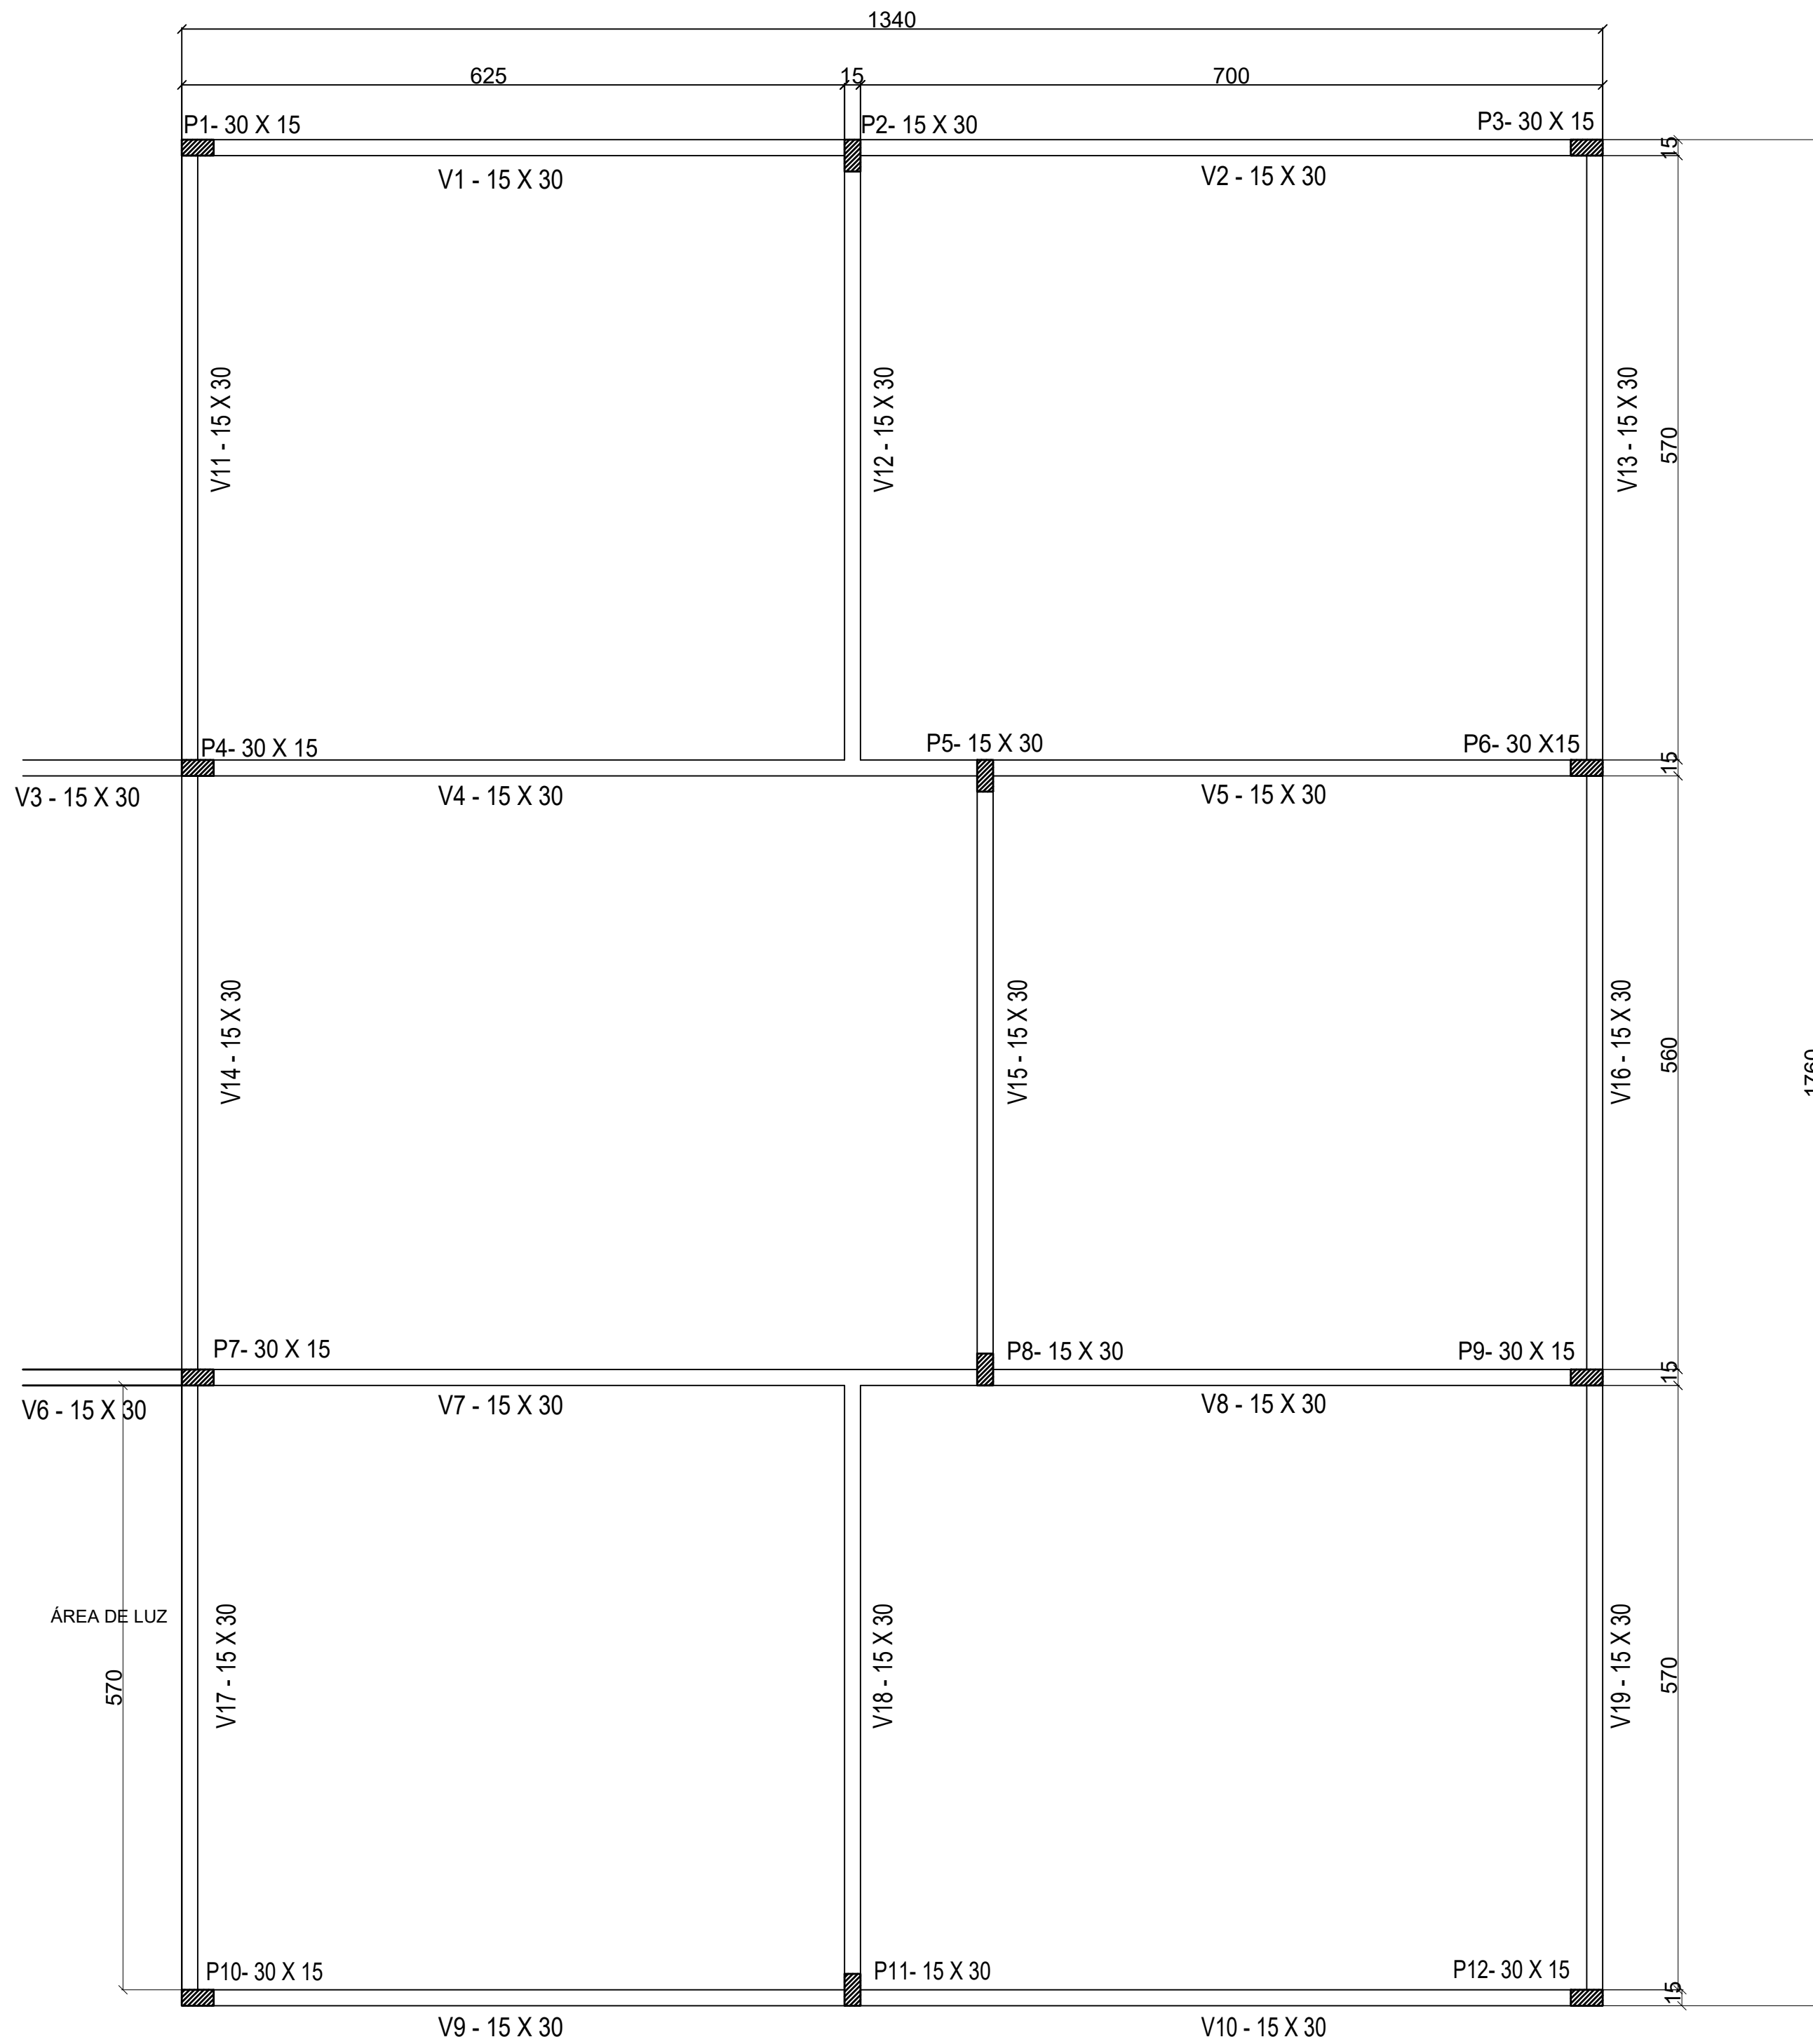 1340
625
15
700
P1- 30 X 15
P2- 15 X 30
P3- 30 X 15
15
V1 - 15 X 30
V2 - 15 X 30
V11 - 15 X 30
V12 - 15 X 30
V13 - 15 X 30
570
P4- 30 X 15
P5- 15 X 30
P6- 30 X15
15
V3 - 15 X 30
V4 - 15 X 30
V5 - 15 X 30
V14 - 15 X 30
V15 - 15 X 30
V16 - 15 X 30
560
1760
P7- 30 X 15
P8- 15 X 30
P9- 30 X 15
15
V6 - 15 X 30
V7 - 15 X 30
V8 - 15 X 30
ÁREA DE LUZ
570
V17 - 15 X 30
V18 - 15 X 30
V19 - 15 X 30
570
P10- 30 X 15
P11- 15 X 30
P12- 30 X 15
15
V9 - 15 X 30
V10 - 15 X 30